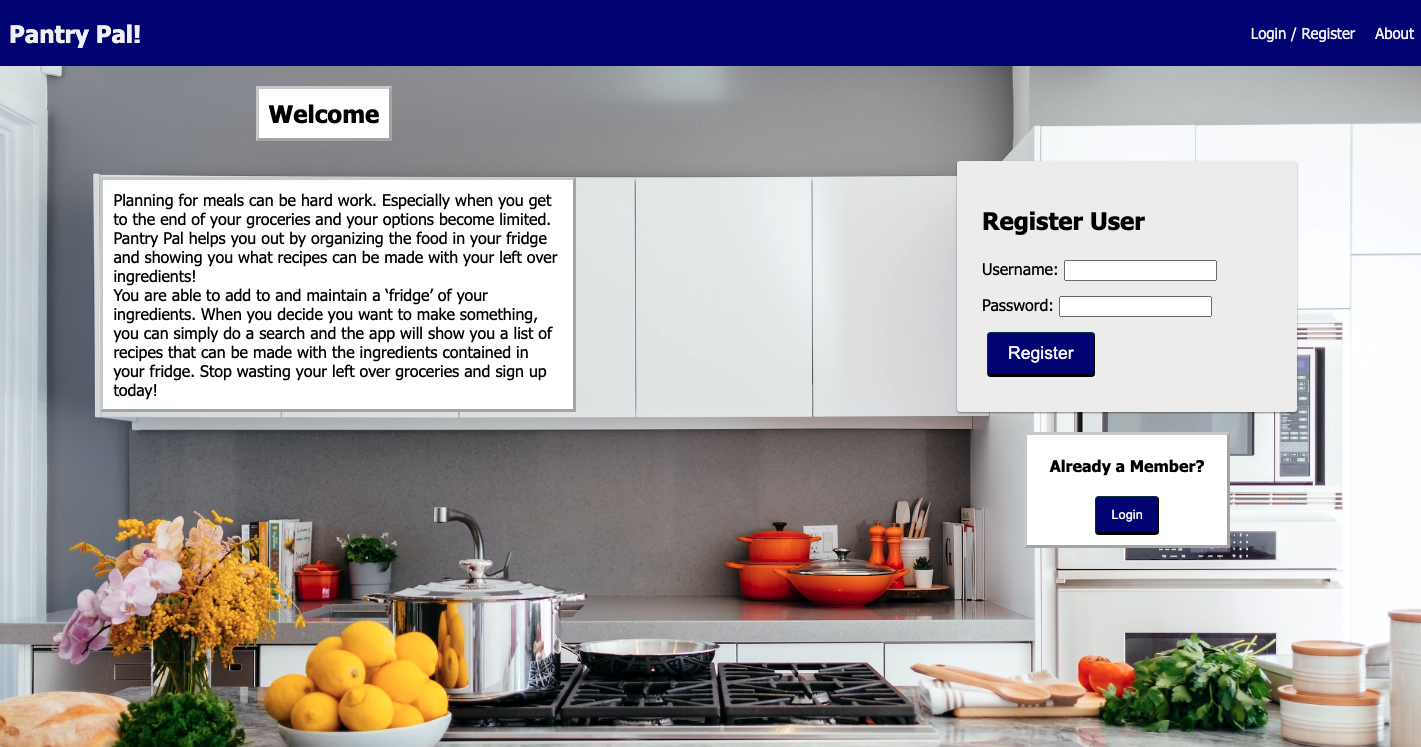 Pantry Pal!
Login / Register
About
Welcome
Planning for meals can be hard work. Especially when you get
to the end of your groceries and your options become limited.
Pantry Pal helps you out by organizing the food in your fridge
and showing you what recipes can be made with your left over
ingredients!
You are able to add to and maintain a ‘fridge’ of your
ingredients. When you decide you want to make something,
you can simply do a search and the app will show you a list of
recipes that can be made with the ingredients contained in
your fridge. Stop wasting your left over groceries and sign up
today!
Register User
Username:
Password:
Register
Already a Member?
Login